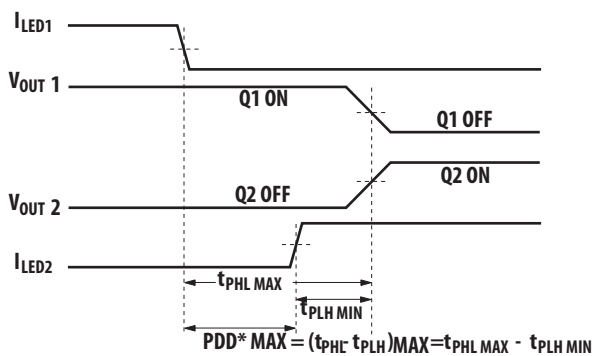 ILED1
VOUT 1
Q1 ON
Q1 OFF
Q2 OFF
Q2 ON
VOUT 2
ILED2
tPHL MAX
tPLH MIN
PDD* MAX = (tPHL- tPLH)MAX=tPHL MAX - tPLH MIN